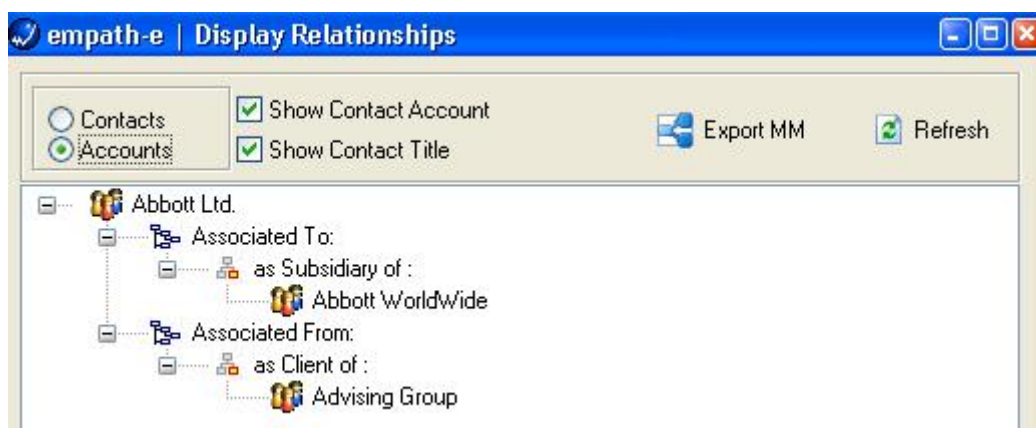 empath-e | Display Relationships
Contacts
Accounts
Show Contact Account
Show Contact Title
Export MM
Refresh
Abbott Ltd.
Associated To:
as Subsidiary of :
Abbott WorldWide
Associated From:
as Client of :
Advising Group